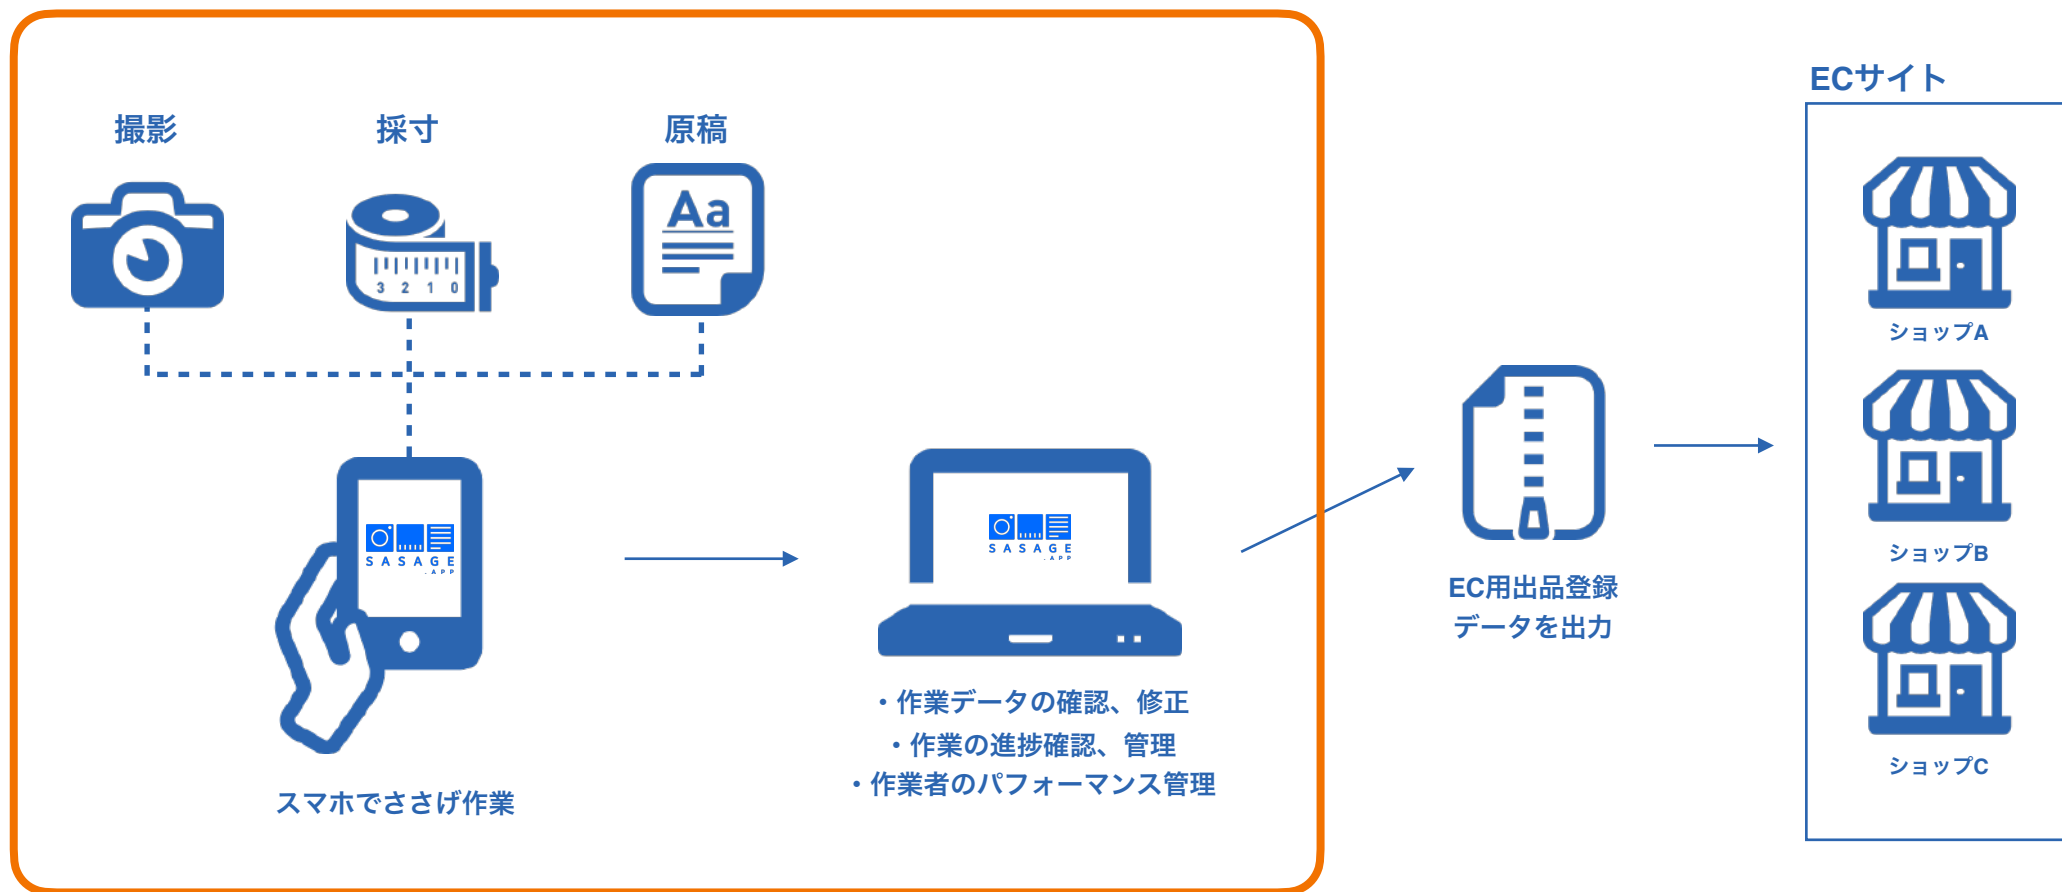 撮影
採寸
原稿
Aa
3 2 1 0
SASAGE
.APP
スマホでささげ作業
SASAGE
.APP
・作業データの確認、修正
・作業の進捗確認、管理
・作業者のパフォーマンス管理
EC用出品登録
データを出力
ECサイト
ショップA
ショップB
ショップC